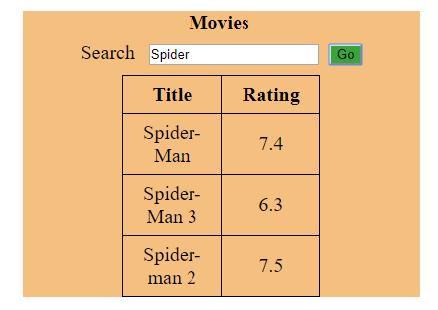 Movies
Search Spider Go
Title Rating
Spider-
Man 7.4
Spider-
Man 3 6.3
Spider-
man 2 7.5